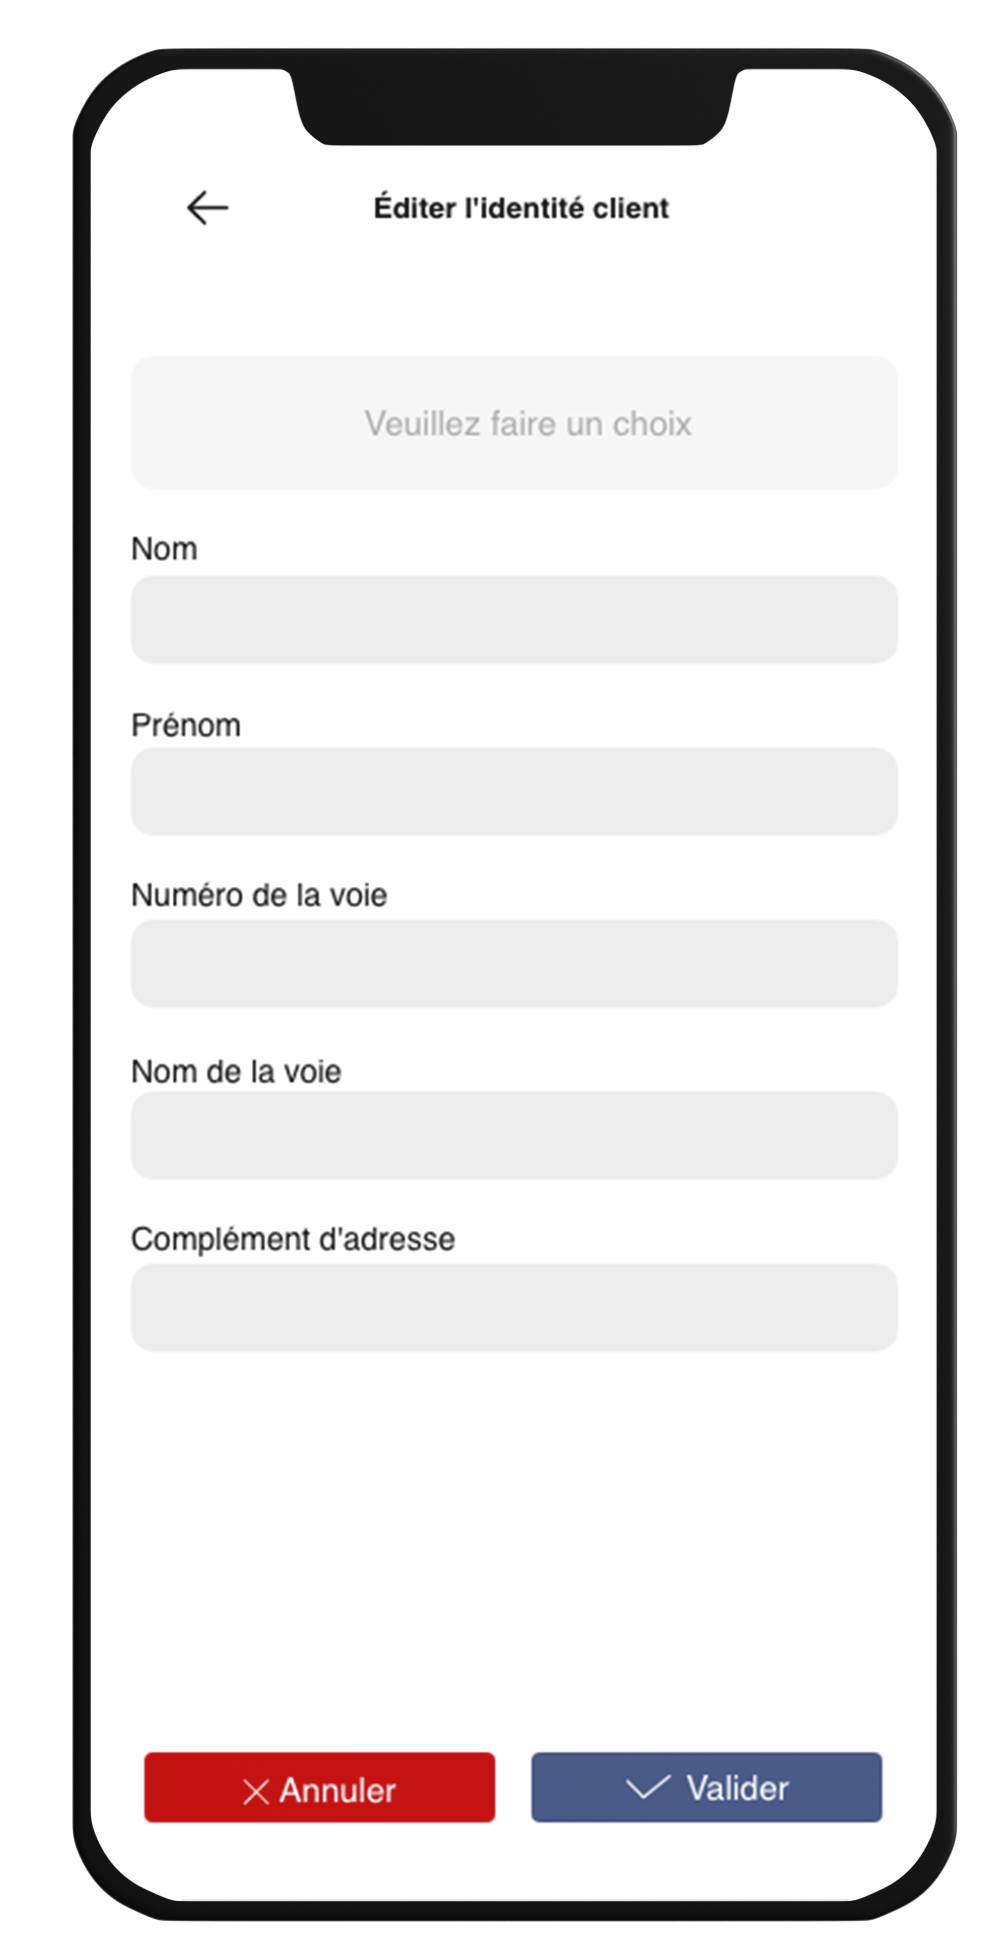 Éditer l'identité client
Veuillez faire un choix
Nom
Prénom
Numéro de la voie
Nom de la voie
Complément d'adresse
Annuler
Valider